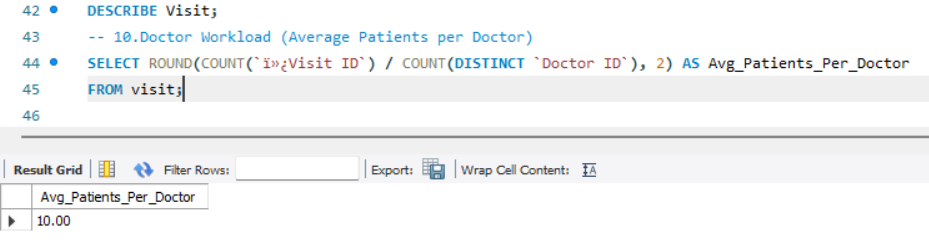 42 DESCRIBE Visit;
43 -- 10.Doctor Workload (Average Patients per Doctor)
44 SELECT ROUND(COUNT(`ï»¿Visit ID`) / COUNT(DISTINCT `Doctor ID`), 2) AS Avg_Patients_Per_Doctor
45 FROM visit;
46
Result Grid Filter Rows: Export: Wrap Cell Content: IA
Avg_Patients_Per_Doctor
10.00